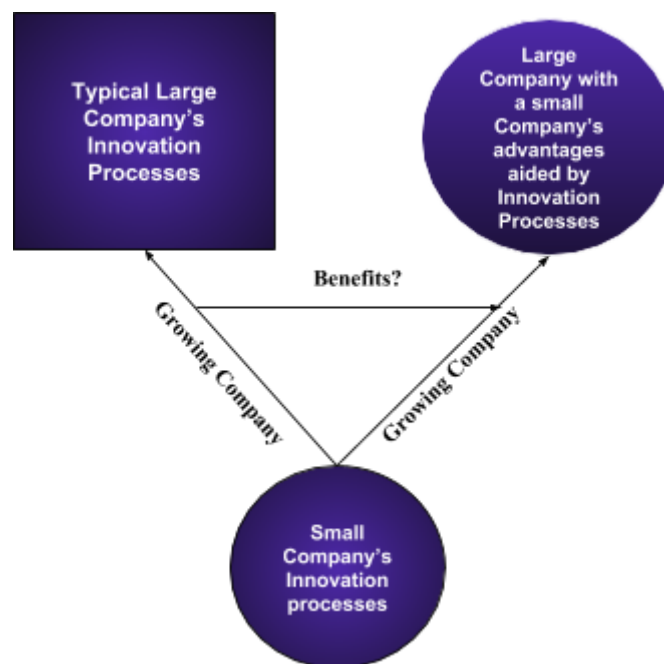 Typical Large
Company's
Innovation
Processes
Large
Company with
a small
Company's
advantages
aided by
Innovation
Processes
Benefits?
Growing Company
Growing Company
Small
Company's
Innovation
processes